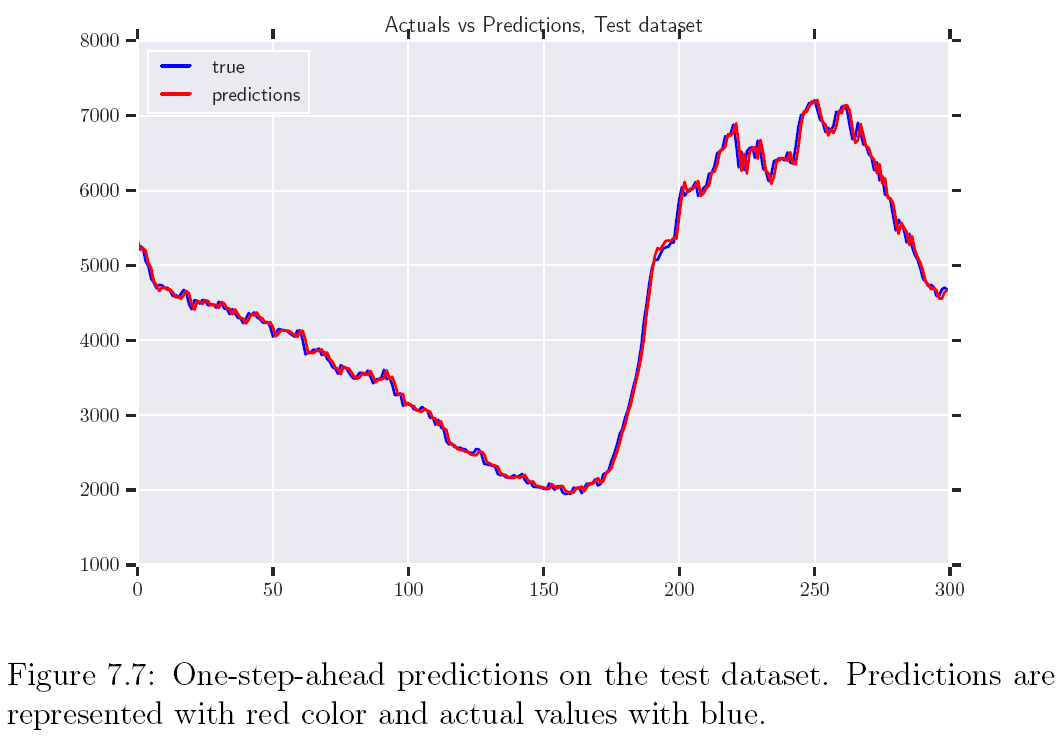 Actuals vs Predictions, Test dataset
8000
true
predictions
7000
6000
5000
4000
3000
2000
1000
0 50 100 150 200 250 300
Figure 7.7: One-step-ahead predictions on the test dataset. Predictions are
represented with red color and actual values with blue.